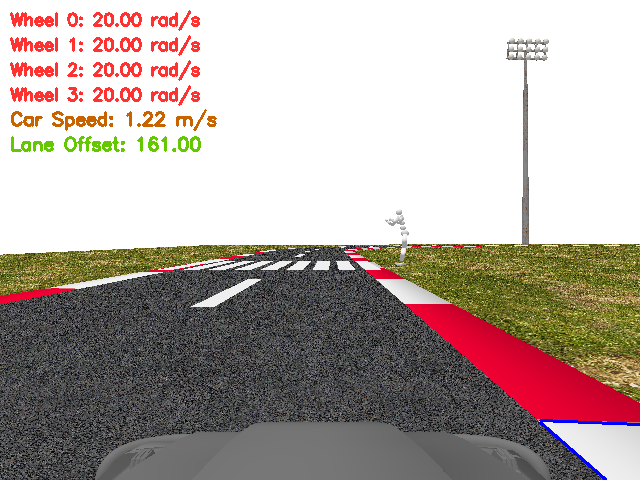 Wheel 0: 20.00 rad/s
Wheel 1: 20.00 rad/s
Wheel 2: 20.00 rad/s
Wheel 3: 20.00 rad/s
Car Speed: 1.22 m/s
Lane Offset: 161.00